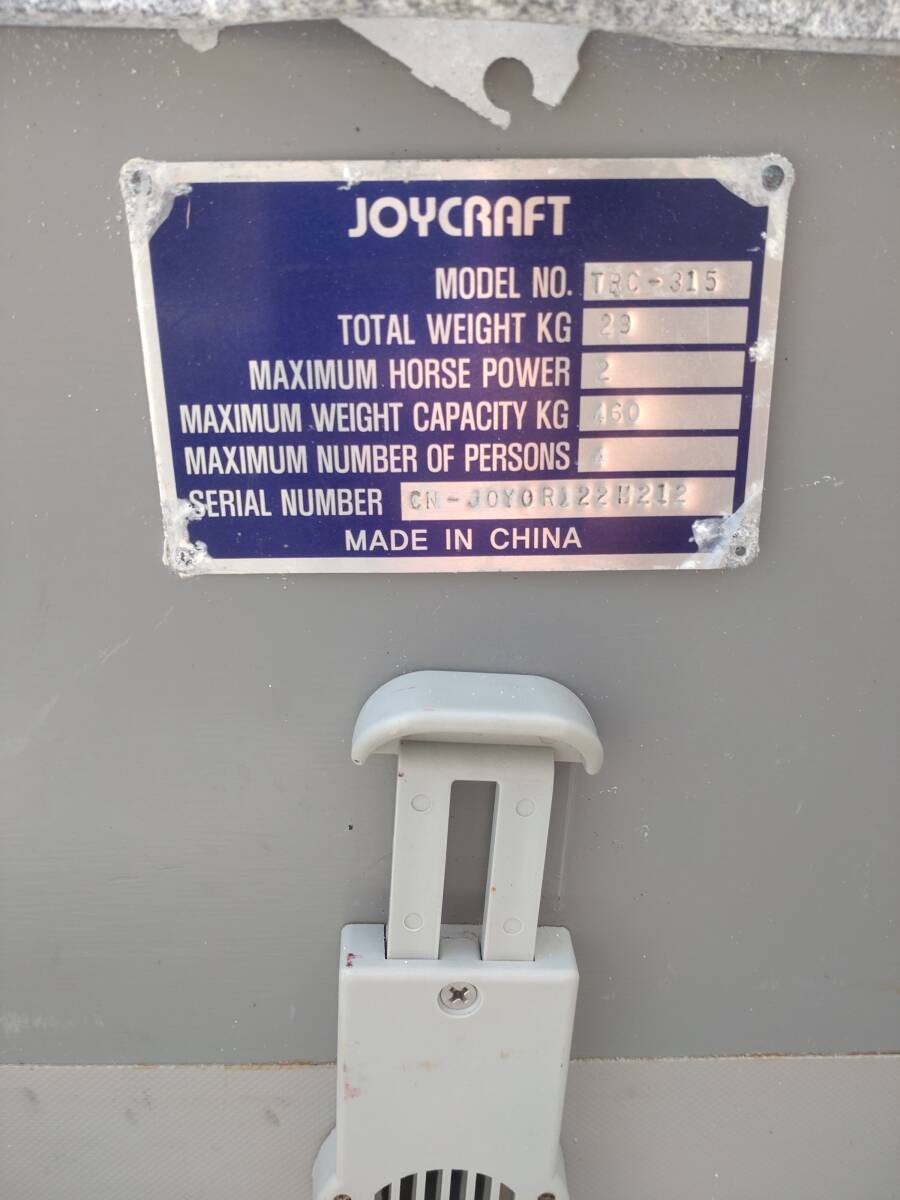 JOYCRAFT
MODEL NO. TRC-315
TOTAL WEIGHT KG 29
MAXIMUM HORSE POWER 2
MAXIMUM WEIGHT CAPACITY KG 460
MAXIMUM NUMBER OF PERSONS 4
SERIAL NUMBER
MADE IN CHINA